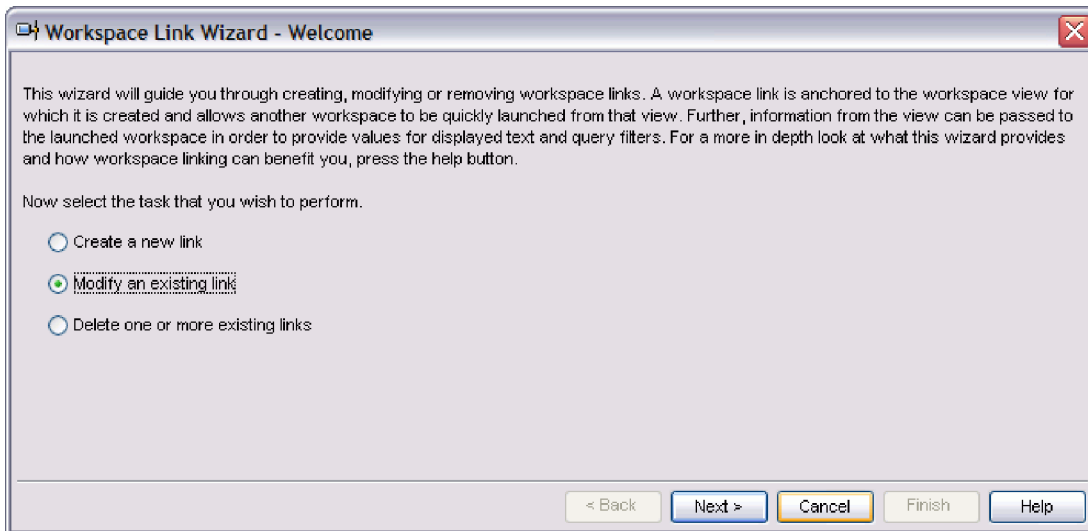 Workspace Link Wizard - Welcome
This wizard will guide you through creating, modifying or removing workspace links. A workspace link is anchored to the workspace view for
which it is created and allows another workspace to be quickly launched from that view. Further, information from the view can be passed to
the launched workspace in order to provide values for displayed text and query filters. For a more in depth look at what this wizard provides
and how workspace linking can benefit you, press the help button.
Now select the task that you wish to perform.
Create a new link
Modify an existing link
Delete one or more existing links
< Back Next > Cancel Finish Help